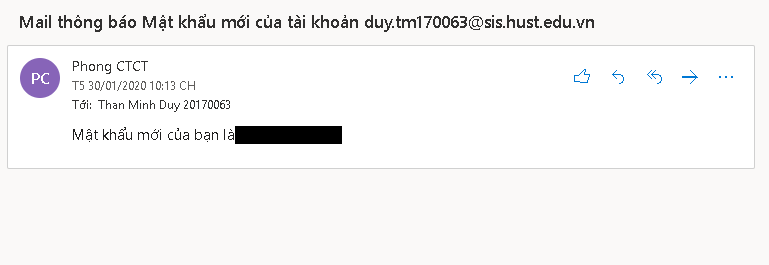 Mail thông báo Mật khẩu mới của tài khoản duy.tm170063@sis.hust.edu.vn
PC
Phong CTCT
T5 30/01/2020 10:13 CH
Tới: Than Minh Duy 20170063
Mật khẩu mới của bạn là